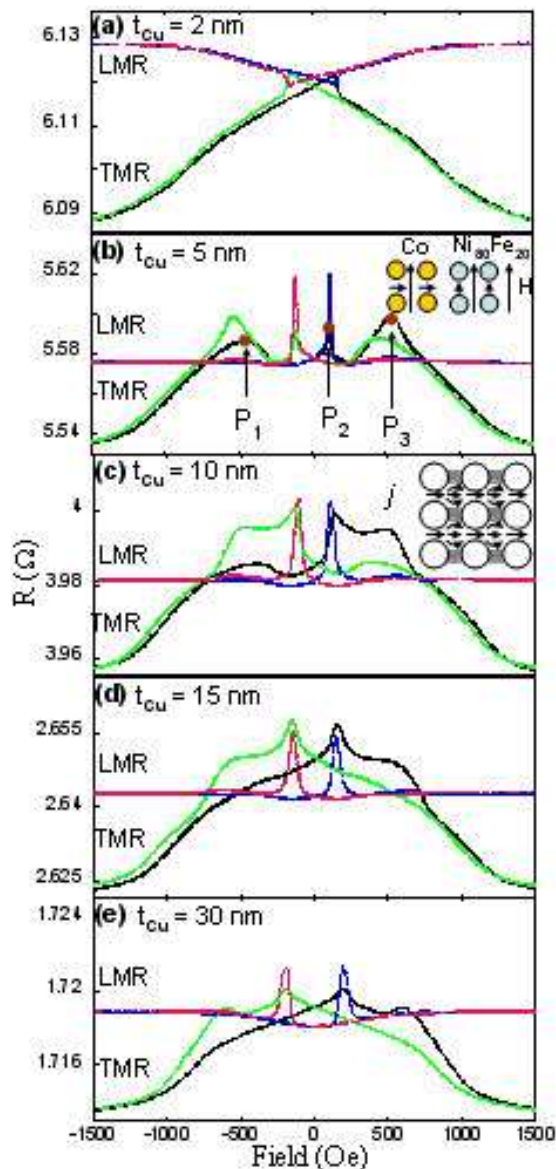 (a) t_Cu = 2 nm
6.13
LMR
6.11
TMR
6.09
(b) t_Cu = 5 nm
Co
Ni80Fe20
H
5.62
LMR
5.58
TMR
P1
P2
P3
5.54
(c) t_Cu = 10 nm
j
4
LMR
3.98
TMR
3.96
R (Ω)
(d) t_Cu = 15 nm
2.655
LMR
2.64
TMR
2.625
1.724
(e) t_Cu = 30 nm
LMR
1.72
1.716
TMR
-1500 -1000 -500 0 500 1000 1500
Field (Oe)